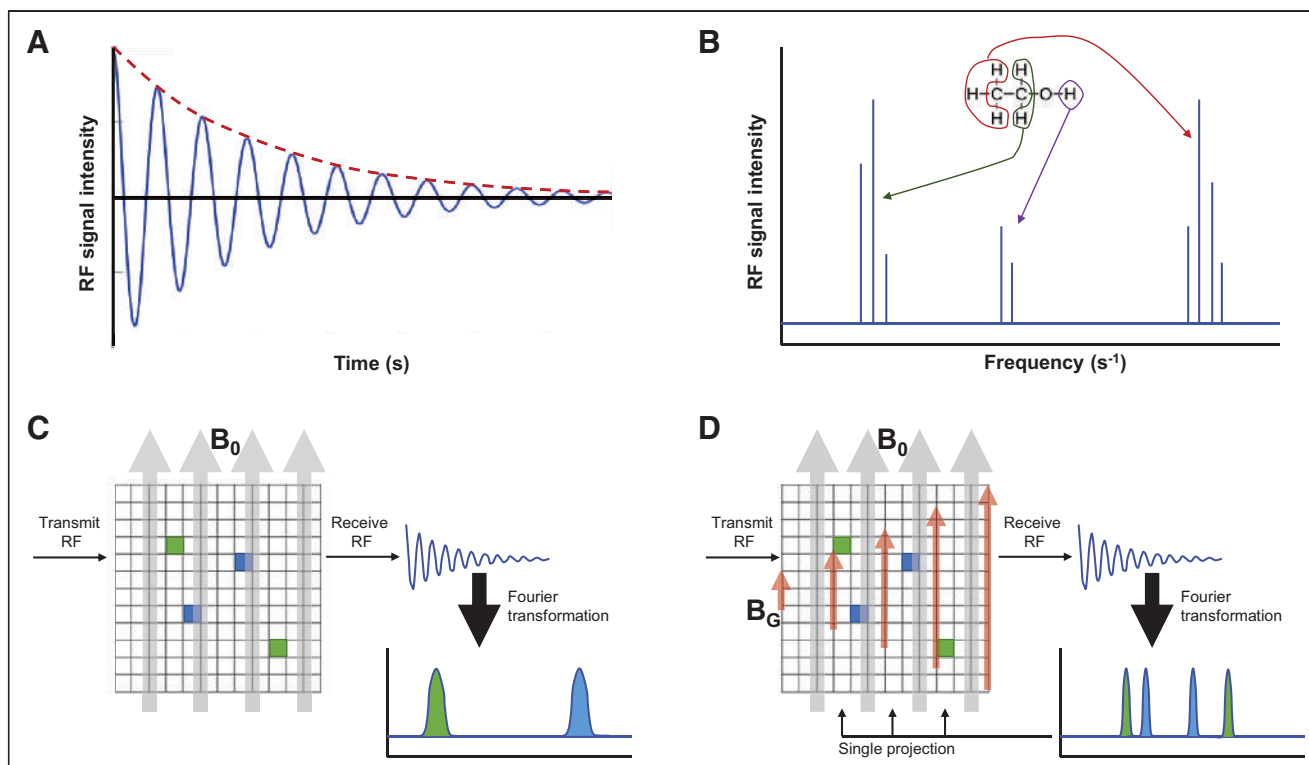 A
RF signal intensity
Time (s)
B
RF signal intensity
H H
H C C O H
H H
Frequency (s⁻¹)
C
B₀
Transmit
RF
Receive
RF
Fourier
transformation
D
B₀
Transmit
RF
Receive
RF
B_G
Fourier
transformation
Single projection